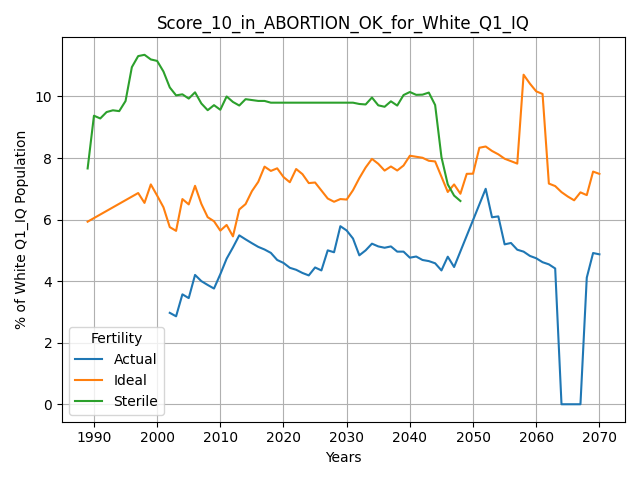 Score_10_in_ABORTION_OK_for_White_Q1_IQ
% of White Q1_IQ Population
10
8
6
4
2
0
Fertility
Actual
Ideal
Sterile
1990 2000 2010 2020 2030 2040 2050 2060 2070
Years